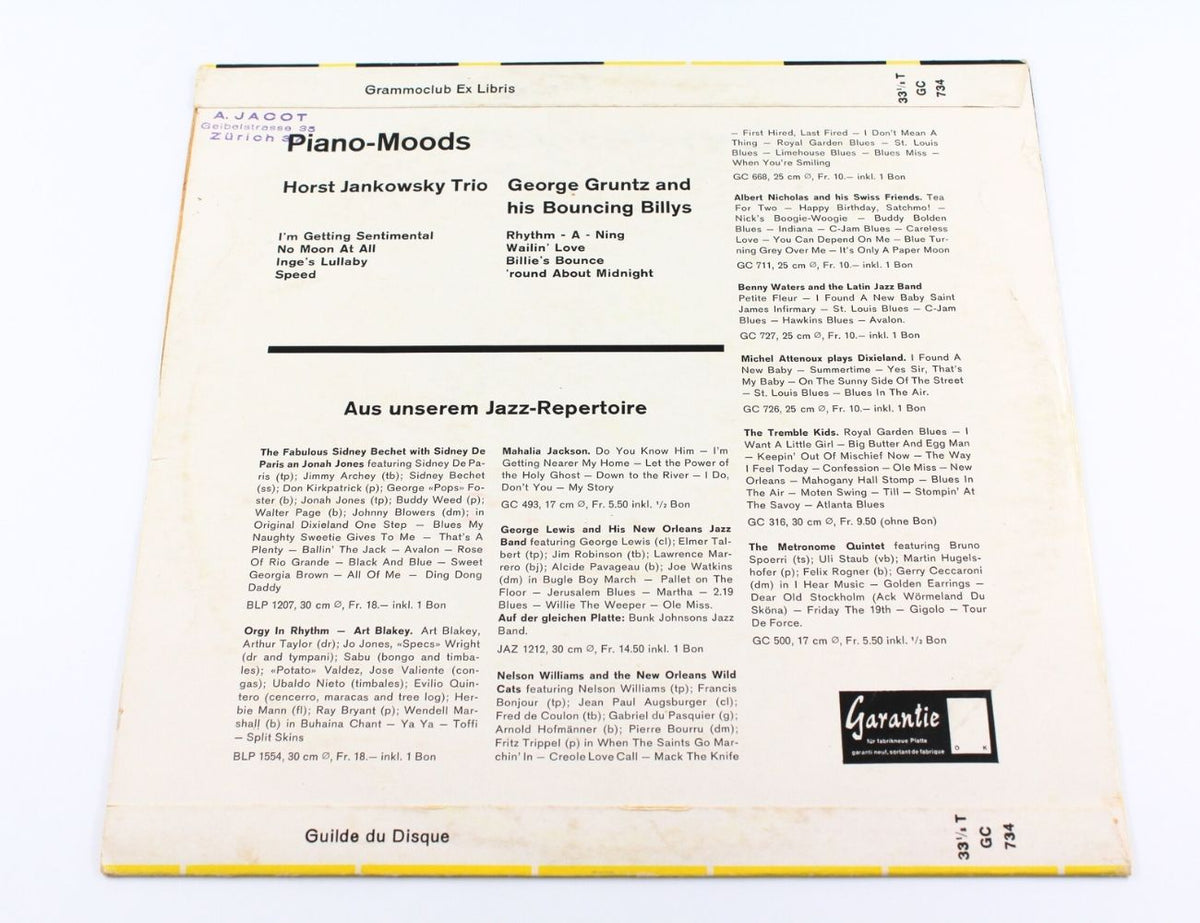 Grammoclub Ex Libris
33⅓ T
GC
734
A. JACOT
Geibelstrasse 35
Zürich
Piano-Moods
Horst Jankowsky Trio
I'm Getting Sentimental
No Moon At All
Inge's Lullaby
Speed
George Gruntz and
his Bouncing Billys
Rhythm - A - Ning
Wailin' Love
Billie's Bounce
'round About Midnight
Aus unserem Jazz-Repertoire
The Fabulous Sidney Bechet with Sidney De
Paris an Jonah Jones featuring Sidney De Pa-
ris (tp); Jimmy Archey (tb); Sidney Bechet
(ss); Don Kirkpatrick (p); George «Pops» Fo-
ster (b); Jonah Jones (tp); Buddy Weed (p);
Walter Page (b); Johnny Blowers (dm); in
Original Dixieland One Step — Blues My
Naughty Sweetie Gives To Me — That's A
Plenty — Ballin' The Jack — Avalon — Rose
Of Rio Grande — Black And Blue — Sweet
Georgia Brown — All Of Me — Ding Dong
Daddy
BLP 1207, 30 cm ∅, Fr. 18.— inkl. 1 Bon
Orgy In Rhythm — Art Blakey. Art Blakey,
Arthur Taylor (dr); Jo Jones, «Specs» Wright
(dr and tympani); Sabu (bongo and timba-
les); «Potato» Valdez, Jose Valiente (con-
gas); Ubaldo Nieto (timbales); Evilio Quin-
tero (cencerro, maracas and tree log); Her-
bie Mann (fl); Ray Bryant (p); Wendell Mar-
shall (b) in Buhaina Chant — Ya Ya — Toffi
— Split Skins
BLP 1554, 30 cm ∅, Fr. 18.— inkl. 1 Bon
Mahalia Jackson. Do You Know Him — I'm
Getting Nearer My Home — Let the Power of
the Holy Ghost — Down to the River — I Do,
Don't You — My Story
GC 493, 17 cm ∅, Fr. 5.50 inkl. ½ Bon
George Lewis and His New Orleans Jazz
Band featuring George Lewis (cl); Elmer Tal-
bert (tp); Jim Robinson (tb); Lawrence Mar-
rero (bj); Alcide Pavageau (b); Joe Watkins
(dm) in Bugle Boy March — Pallet on The
Floor — Jerusalem Blues — Martha — 2.19
Blues — Willie The Weeper — Ole Miss.
Auf der gleichen Platte: Bunk Johnsons Jazz
Band.
JAZ 1212, 30 cm ∅, Fr. 14.50 inkl. 1 Bon
Nelson Williams and the New Orleans Wild
Cats featuring Nelson Williams (tp); Francis
Bonjour (tp); Jean Paul Augsburger (cl);
Fred de Coulon (tb); Gabriel du Pasquier (g);
Arnold Hofmänner (b); Pierre Bourru (dm);
Fritz Trippel (p) in When The Saints Go Mar-
chin' In — Creole Love Call — Mack The Knife
— First Hired, Last Fired — I Don't Mean A
Thing — Royal Garden Blues — St. Louis
Blues — Limehouse Blues — Blues Miss —
When You're Smiling
GC 668, 25 cm ∅, Fr. 10.— inkl. 1 Bon
Albert Nicholas and his Swiss Friends. Tea
For Two — Happy Birthday, Satchmo! —
Nick's Boogie-Woogie — Buddy Bolden
Blues — Indiana — C-Jam Blues — Careless
Love — You Can Depend On Me — Blue Tur-
ning Grey Over Me — It's Only A Paper Moon
GC 711, 25 cm ∅, Fr. 10.— inkl. 1 Bon
Benny Waters and the Latin Jazz Band
Petite Fleur — I Found A New Baby Saint
James Infirmary — St. Louis Blues — C-Jam
Blues — Hawkins Blues — Avalon.
GC 727, 25 cm ∅, Fr. 10.— inkl. 1 Bon
Michel Attenoux plays Dixieland. I Found A
New Baby — Summertime — Yes Sir, That's
My Baby — On The Sunny Side Of The Street
— St. Louis Blues — Blues In The Air.
GC 726, 25 cm ∅, Fr. 10.— inkl. 1 Bon
The Tremble Kids. Royal Garden Blues — I
Want A Little Girl — Big Butter And Egg Man
— Keepin' Out Of Mischief Now — The Way
I Feel Today — Confession — Ole Miss — New
Orleans — Mahogany Hall Stomp — Blues In
The Air — Moten Swing — Till — Stompin' At
The Savoy — Atlanta Blues
GC 316, 30 cm ∅, Fr. 9.50 (ohne Bon)
The Metronome Quintet featuring Bruno
Spoerri (ts); Uli Staub (vb); Martin Hugels-
hofer (p); Felix Rogner (b); Gerry Ceccaroni
(dm) in I Hear Music — Golden Earrings —
Dear Old Stockholm (Ack Wörmeland Du
Sköna) — Friday The 19th — Gigolo — Tour
De Force.
GC 500, 17 cm ∅, Fr. 5.50 inkl. ½ Bon
Garantie
für fabrikneue Platte
garanti neuf, sortant de fabrique
O K
Guilde du Disque
33⅓ T
GC
734